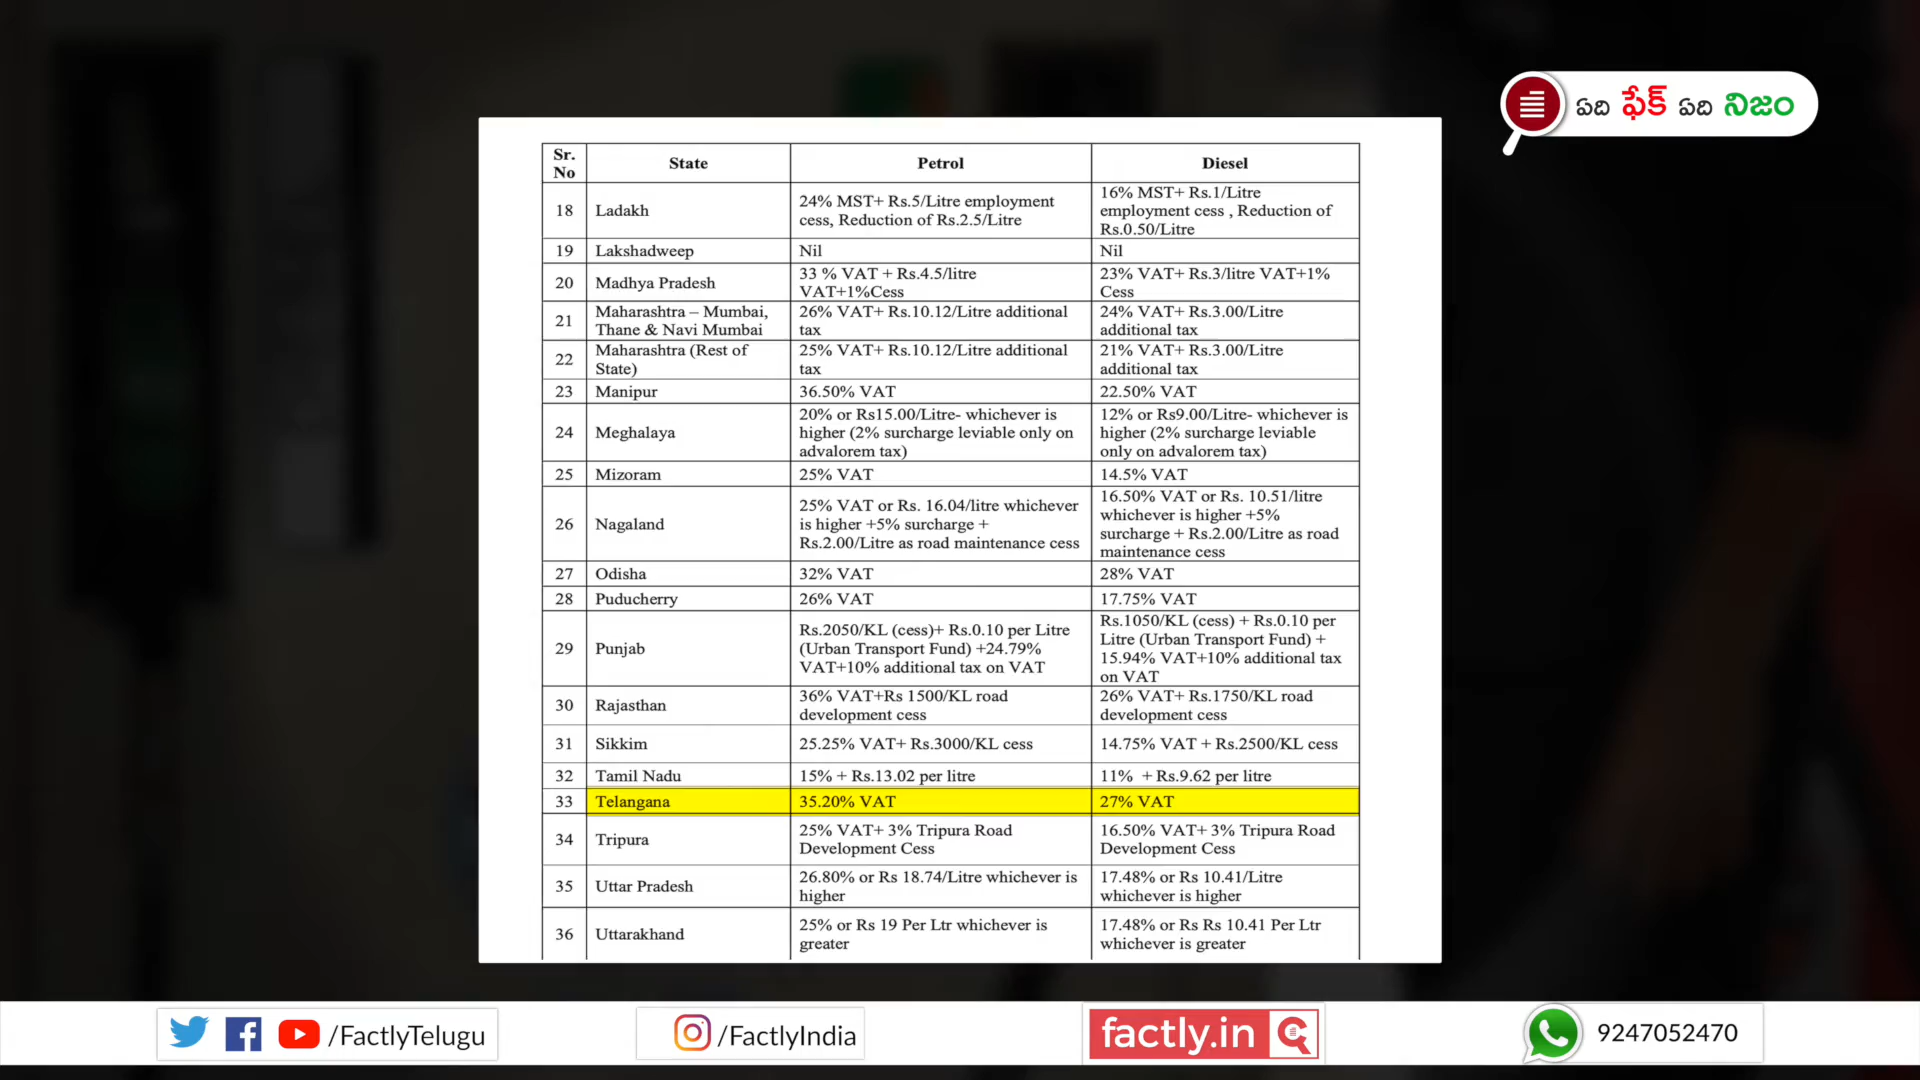 ఏది ఫేక్ ఏది నిజం
Sr. No State Petrol Diesel
18 Ladakh 24% MST+ Rs.5/Litre employment cess, Reduction of Rs.2.5/Litre 16% MST+ Rs.1/Litre employment cess , Reduction of Rs.0.50/Litre
19 Lakshadweep Nil Nil
20 Madhya Pradesh 33 % VAT + Rs.4.5/litre VAT+1%Cess 23% VAT+ Rs.3/litre VAT+1% Cess
21 Maharashtra – Mumbai, Thane & Navi Mumbai 26% VAT+ Rs.10.12/Litre additional tax 24% VAT+ Rs.3.00/Litre additional tax
22 Maharashtra (Rest of State) 25% VAT+ Rs.10.12/Litre additional tax 21% VAT+ Rs.3.00/Litre additional tax
23 Manipur 36.50% VAT 22.50% VAT
24 Meghalaya 20% or Rs15.00/Litre- whichever is higher (2% surcharge leviable only on advalorem tax) 12% or Rs9.00/Litre- whichever is higher (2% surcharge leviable only on advalorem tax)
25 Mizoram 25% VAT 14.5% VAT
26 Nagaland 25% VAT or Rs. 16.04/litre whichever is higher +5% surcharge + Rs.2.00/Litre as road maintenance cess 16.50% VAT or Rs. 10.51/litre whichever is higher +5% surcharge + Rs.2.00/Litre as road maintenance cess
27 Odisha 32% VAT 28% VAT
28 Puducherry 26% VAT 17.75% VAT
29 Punjab Rs.2050/KL (cess)+ Rs.0.10 per Litre (Urban Transport Fund) +24.79% VAT+10% additional tax on VAT Rs.1050/KL (cess) + Rs.0.10 per Litre (Urban Transport Fund) + 15.94% VAT+10% additional tax on VAT
30 Rajasthan 36% VAT+Rs 1500/KL road development cess 26% VAT+ Rs.1750/KL road development cess
31 Sikkim 25.25% VAT+ Rs.3000/KL cess 14.75% VAT + Rs.2500/KL cess
32 Tamil Nadu 15% + Rs.13.02 per litre 11% + Rs.9.62 per litre
33 Telangana 35.20% VAT 27% VAT
34 Tripura 25% VAT+ 3% Tripura Road Development Cess 16.50% VAT+ 3% Tripura Road Development Cess
35 Uttar Pradesh 26.80% or Rs 18.74/Litre whichever is higher 17.48% or Rs 10.41/Litre whichever is higher
36 Uttarakhand 25% or Rs 19 Per Ltr whichever is greater 17.48% or Rs Rs 10.41 Per Ltr whichever is greater
/FactlyTelugu /FactlyIndia factly.in 9247052470